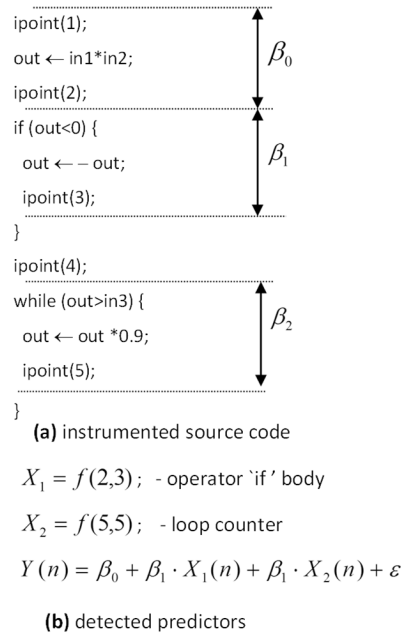 ipoint(1);
out ← in1*in2;
β₀
ipoint(2);
if (out<0) {
out ← – out;
β₁
ipoint(3);
}
ipoint(4);
while (out>in3) {
β₂
out ← out *0.9;
ipoint(5);
}
(a) instrumented source code
X₁ = f(2,3); - operator `if' body
X₂ = f(5,5); - loop counter
Y(n) = β₀ + β₁ · X₁(n) + β₁ · X₂(n) + ε
(b) detected predictors